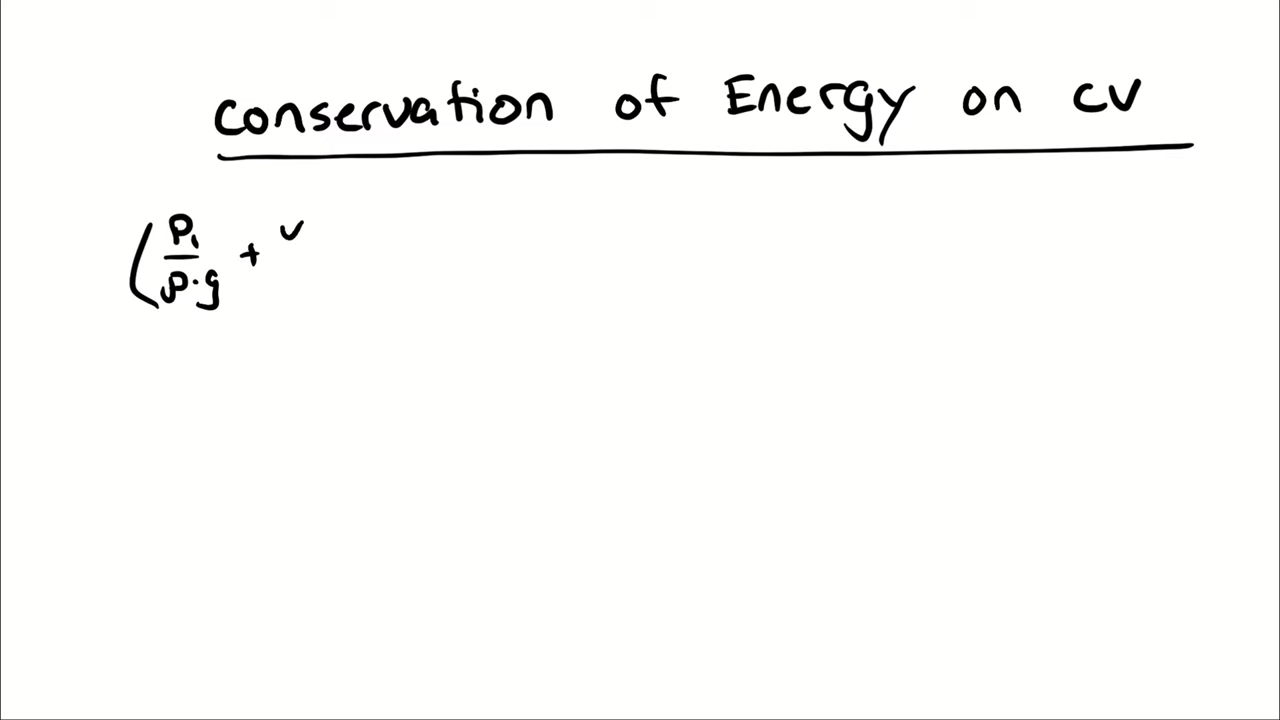 conservation of Energy on cv
(P₁/ρ·g + v